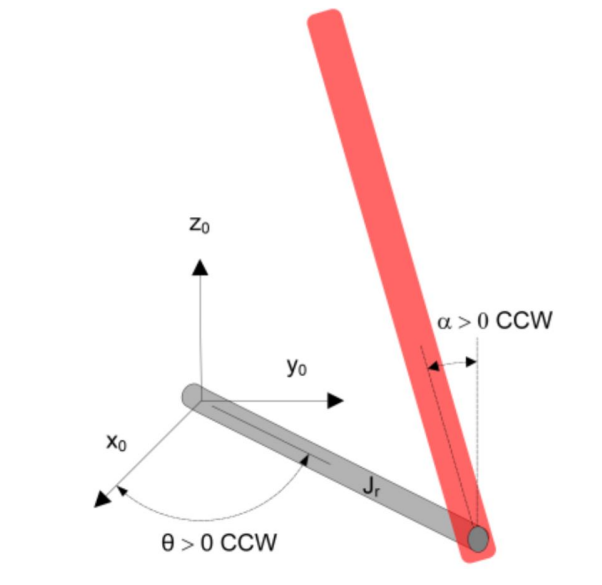 z₀
α > 0 CCW
y₀
x₀
Jᵣ
θ > 0 CCW